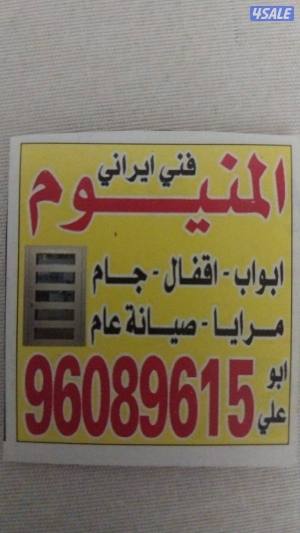 4SALE
فني ايراني
المنيوم
ابواب - اقفال - جام
مرايا - صيانة عام
ابو علي
96089615